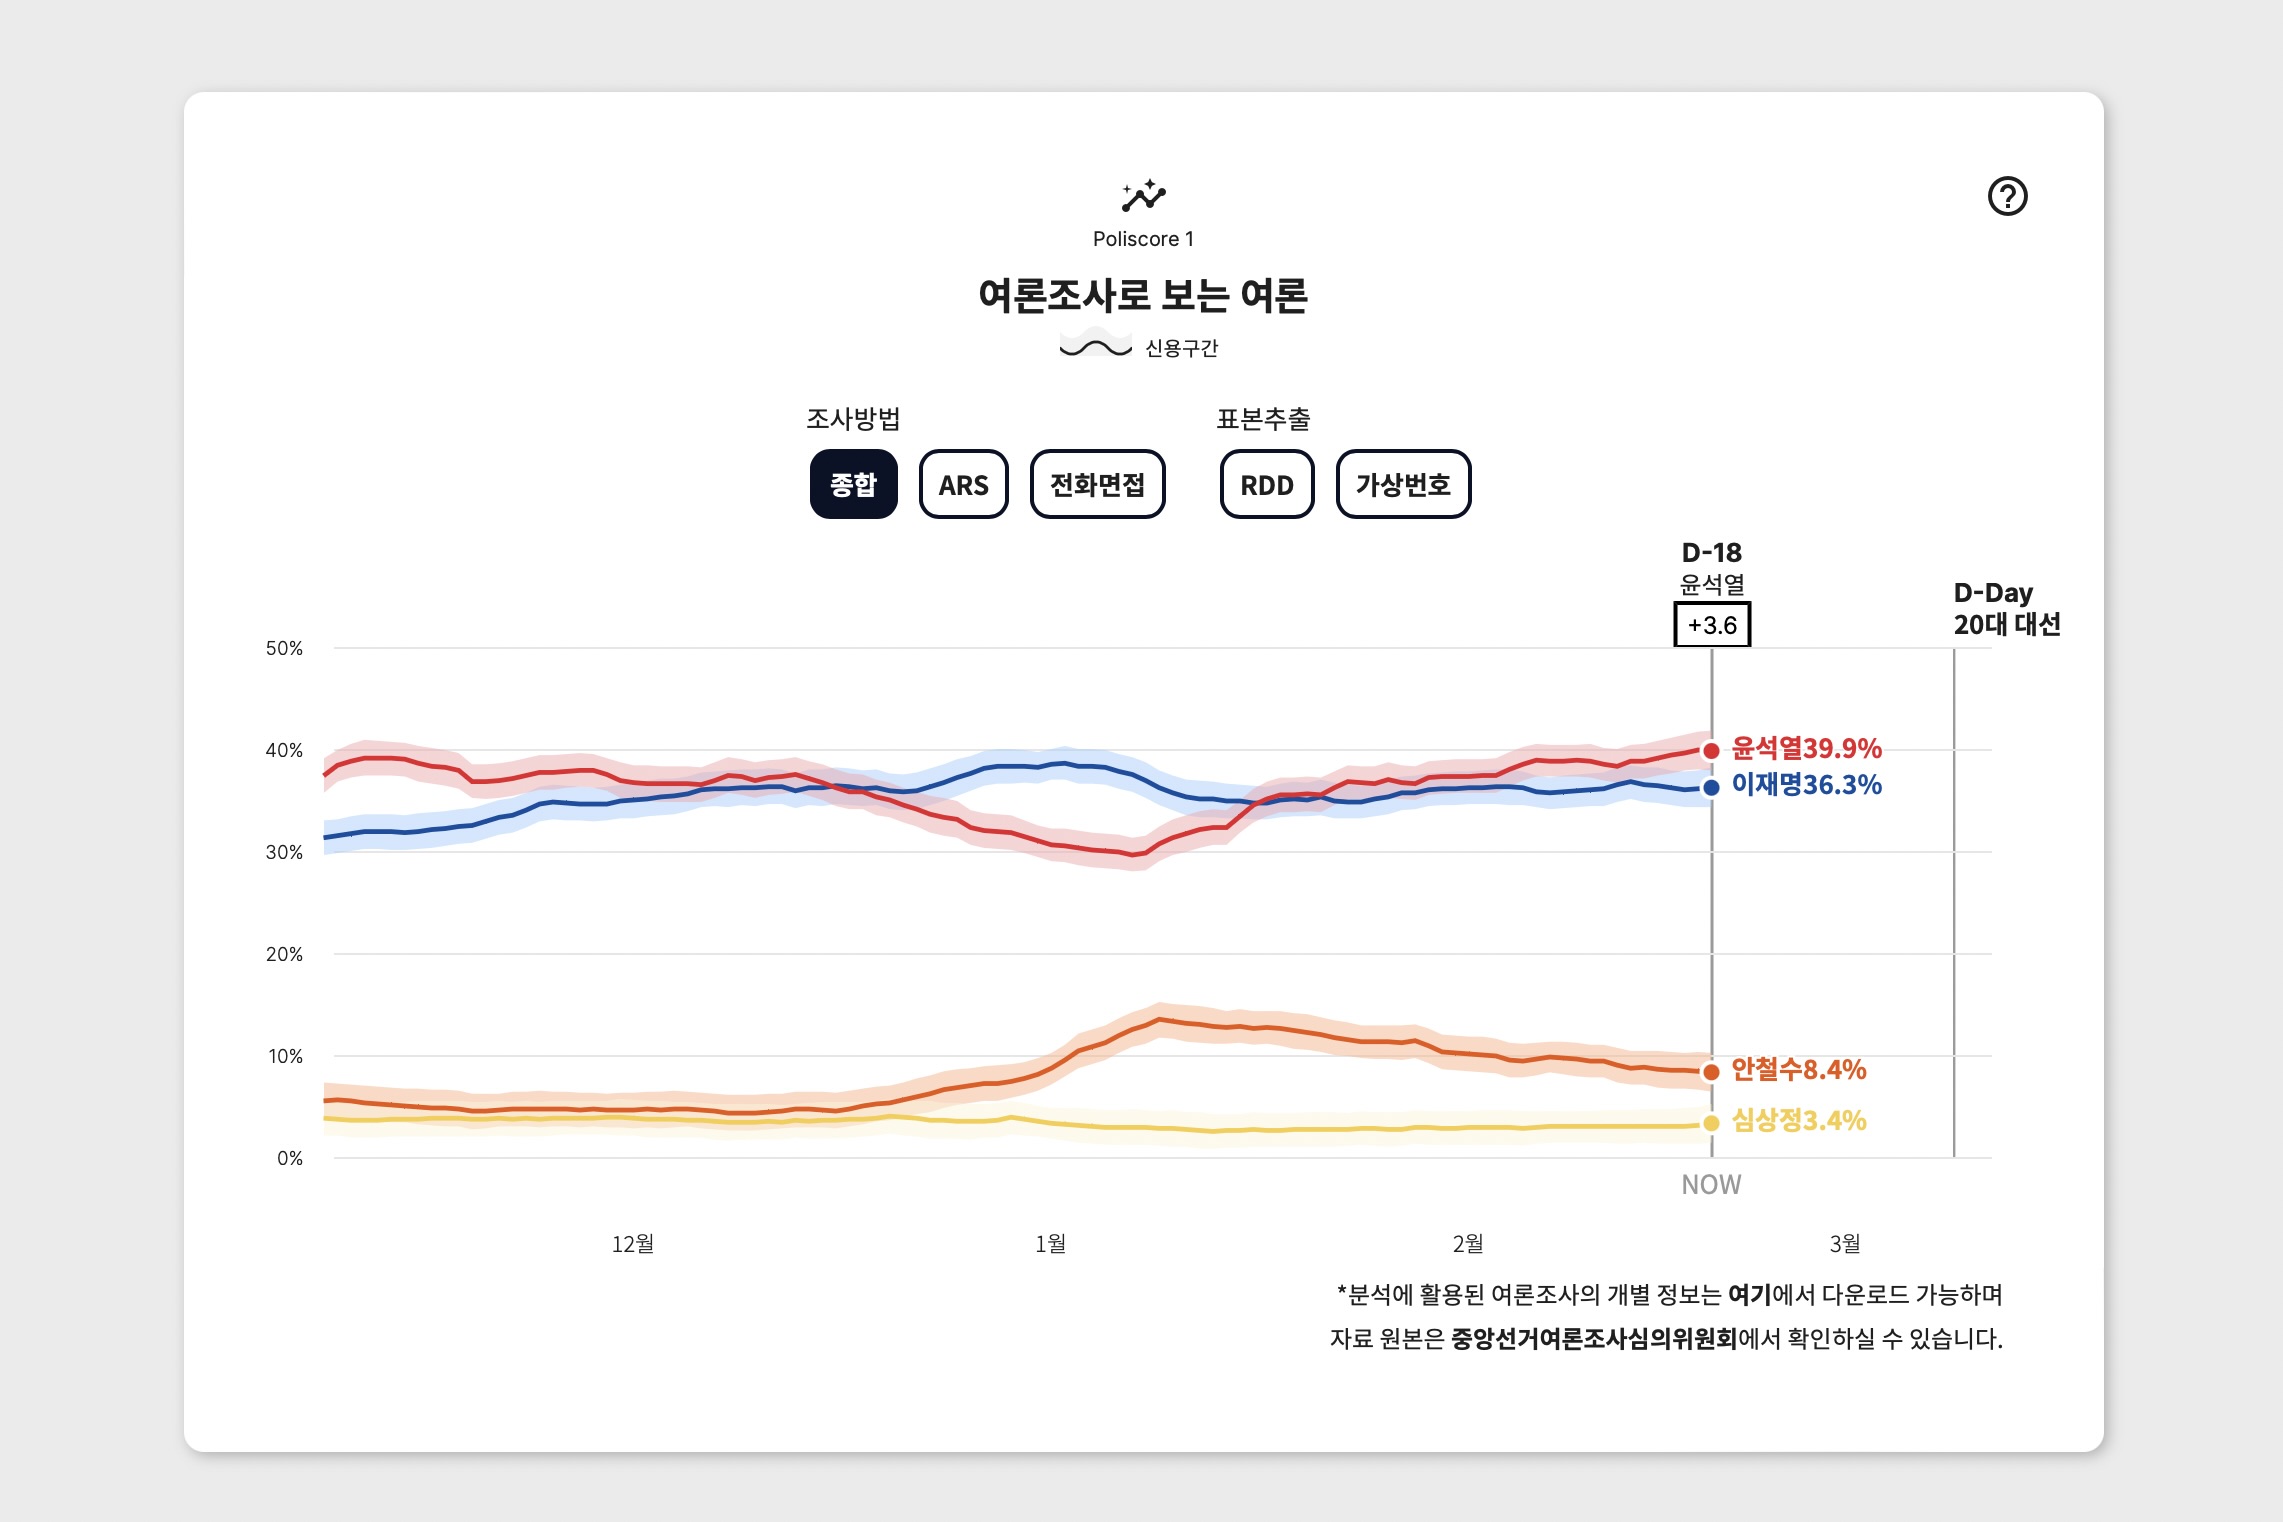 Poliscore 1
여론조사로 보는 여론
신용구간
조사방법
표본추출
종합
ARS
전화면접
RDD
가상번호
D-18
윤석열
+3.6
D-Day
20대 대선
50%
40%
30%
20%
10%
0%
윤석열39.9%
이재명36.3%
안철수8.4%
심상정3.4%
NOW
12월
1월
2월
3월
*분석에 활용된 여론조사의 개별 정보는 여기에서 다운로드 가능하며
자료 원본은 중앙선거여론조사심의위원회에서 확인하실 수 있습니다.